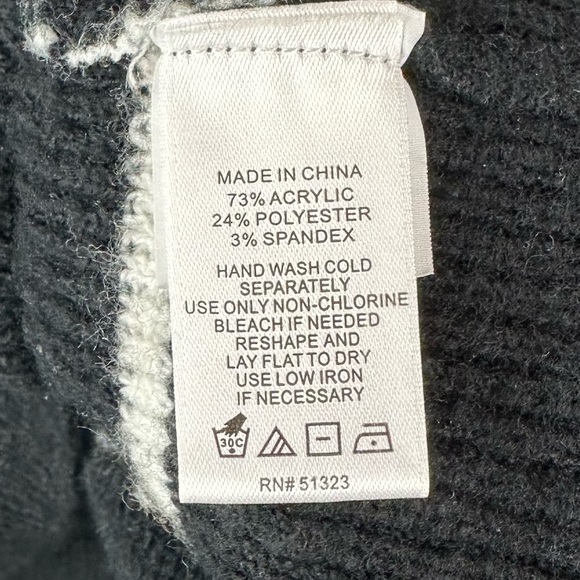 MADE IN CHINA
73% ACRYLIC
24% POLYESTER
3% SPANDEX
HAND WASH COLD
SEPARATELY
USE ONLY NON-CHLORINE
BLEACH IF NEEDED
RESHAPE AND
LAY FLAT TO DRY
USE LOW IRON
IF NECESSARY
30C
RN# 51323